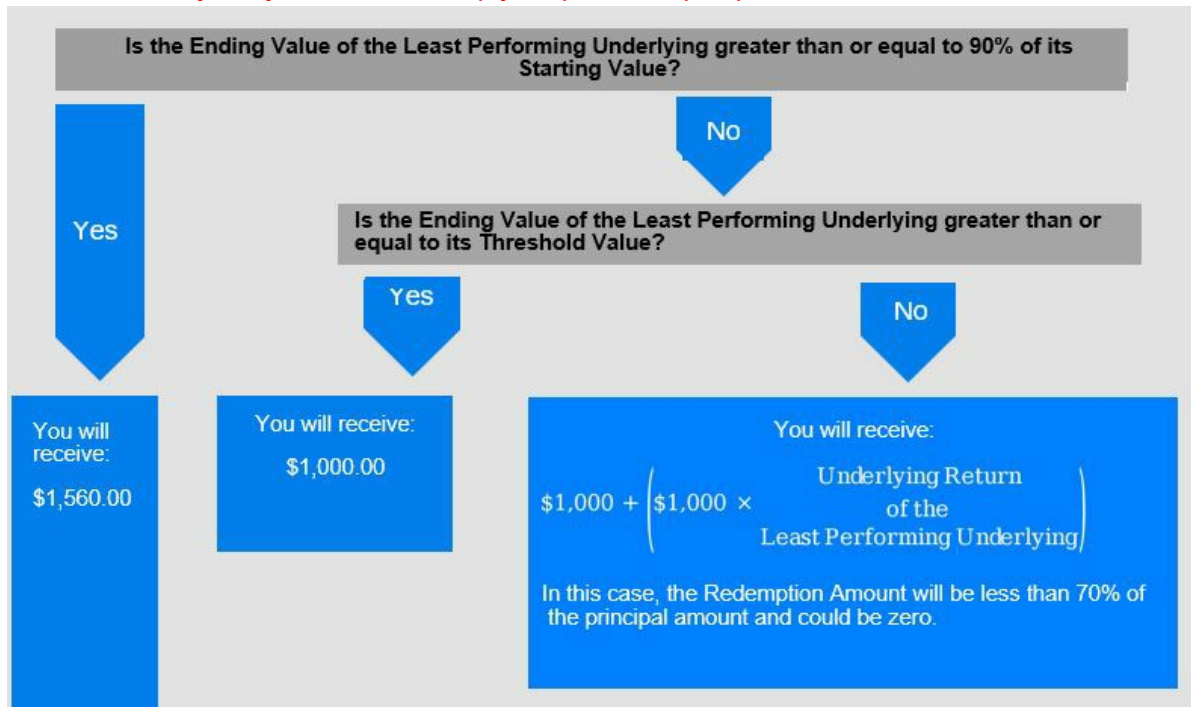 Is the Ending Value of the Least Performing Underlying greater than or equal to 90% of its
Starting Value?
No
Yes
Is the Ending Value of the Least Performing Underlying greater than or
equal to its Threshold Value?
Yes
No
You will
receive:
$1,560.00
You will receive:
$1,000.00
You will receive:
$1,000 + ($1,000 × Underlying Return
of the
Least Performing Underlying)
In this case, the Redemption Amount will be less than 70% of
the principal amount and could be zero.